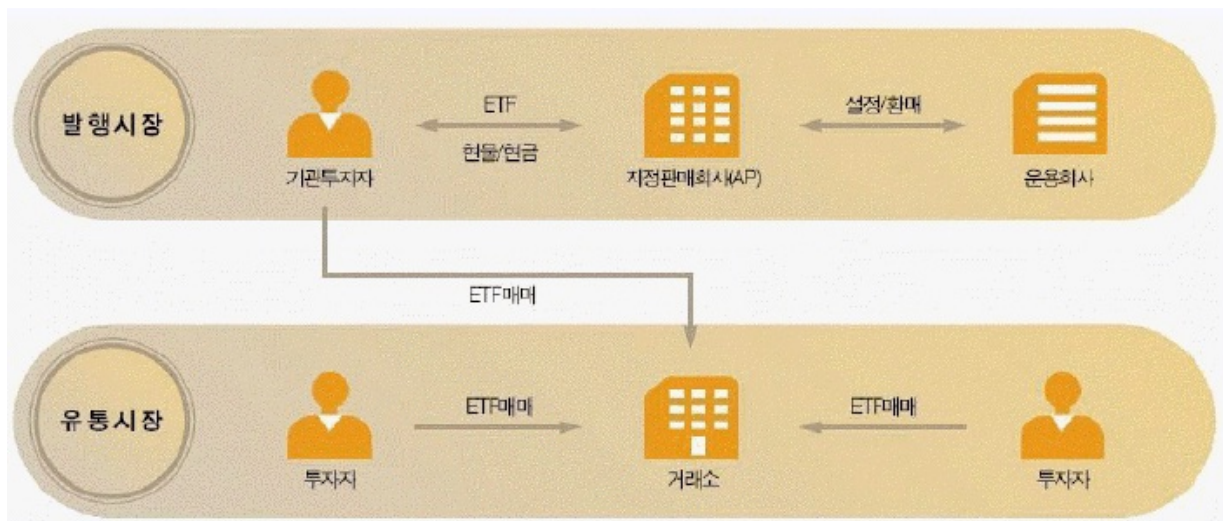 발행시장
ETF
현물/현금
설정/환매
기관투자자
지정판매회사(AP)
운용회사
ETF매매
유통시장
ETF매매
ETF매매
투자자
거래소
투자자